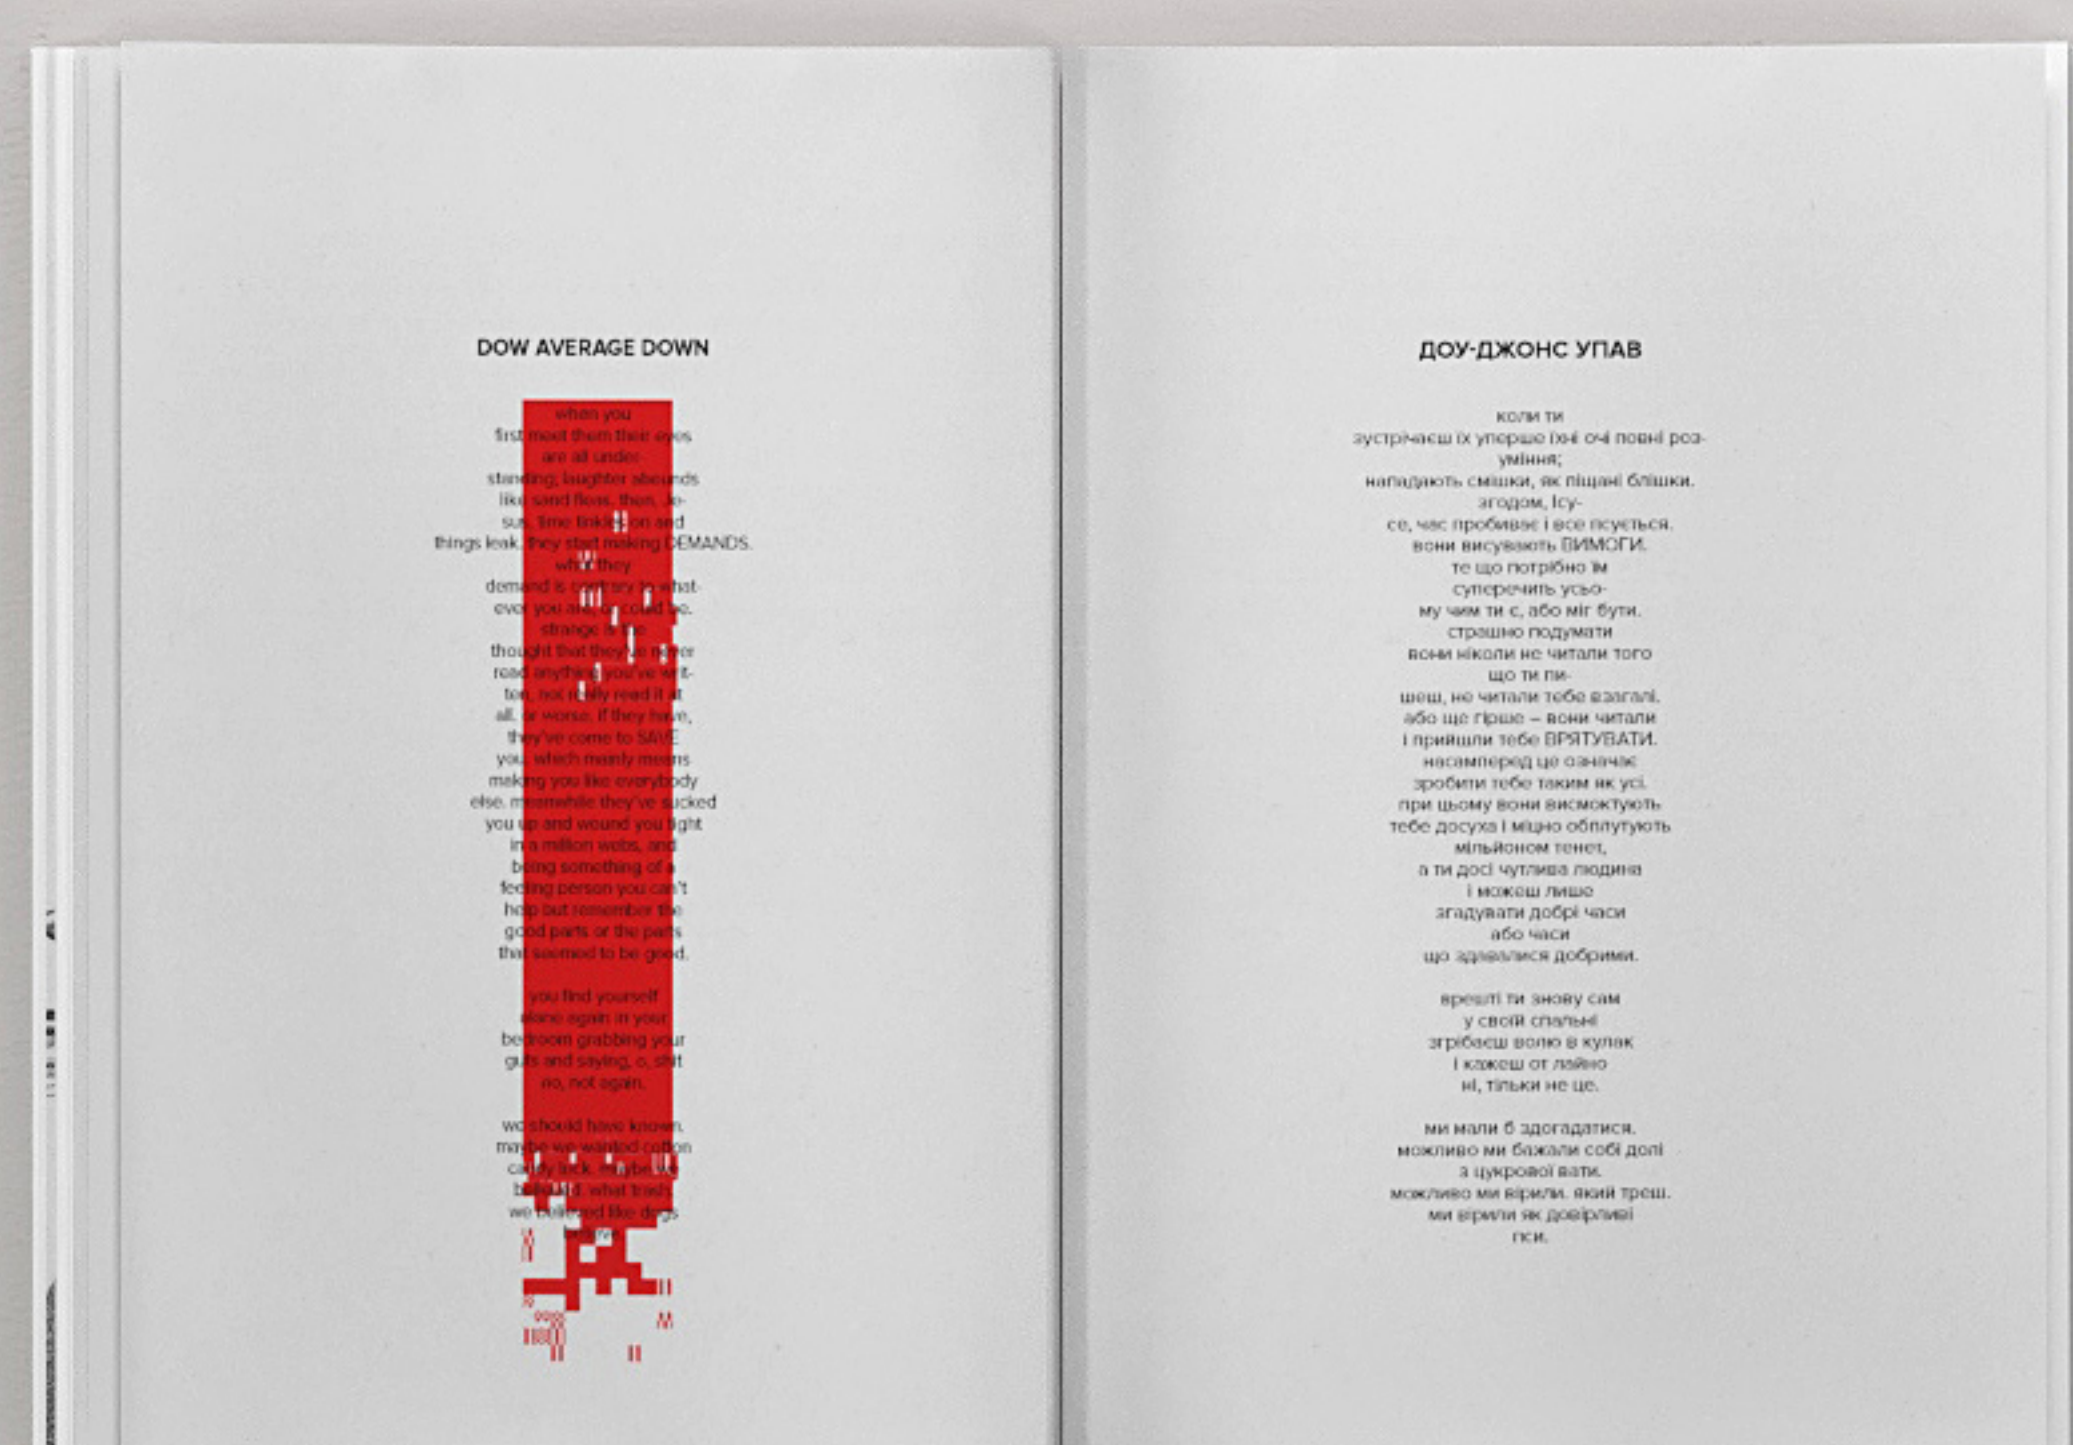 DOW AVERAGE DOWN
when you
first meet them their eyes
are all under-
standing; laughter abounds
like sand fleas. then, Je-
sus, time tinkles on and
things leak. they start making DEMANDS.
what they
demand is contrary to what-
ever you are, or could be.
strange is the
thought that they've never
read anything you've writ-
ten, not really read it at
all. or worse, if they have,
they've come to SAVE
you. which mainly means
making you like everybody
else. meanwhile they've sucked
you up and wound you tight
in a million webs, and
being something of a
feeling person you can't
help but remember the
good parts or the parts
that seemed to be good.
you find yourself
alone again in your
bedroom grabbing your
guts and saying, o, shit
no, not again.
we should have known.
maybe we wanted cotton
candy luck. maybe we
believed. what trash.
we believed like dogs
believe.
ДОУ-ДЖОНС УПАВ
коли ти
зустрічаєш їх уперше їхні очі повні роз-
уміння;
нападають смішки, як піщані блішки.
згодом, Ісу-
се, час пробиває і все псується.
вони висувають ВИМОГИ.
те що потрібно їм
суперечить усьо-
му чим ти є, або міг бути.
страшно подумати
вони ніколи не читали того
що ти пи-
шеш, не читали тебе взагалі.
або ще гірше – вони читали
і прийшли тебе ВРЯТУВАТИ.
насамперед це означає
зробити тебе таким як усі.
при цьому вони висмоктують
тебе досуха і міцно обплутують
мільйоном тенет,
а ти досі чутлива людина
і можеш лише
згадувати добрі часи
або часи
що здавалися добрими.
врешті ти знову сам
у своїй спальні
згрібаєш волю в кулак
і кажеш от лайно
ні, тільки не це.
ми мали б здогадатися.
можливо ми бажали собі долі
з цукрової вати.
можливо ми вірили. який треш.
ми вірили як довірливі
пси.